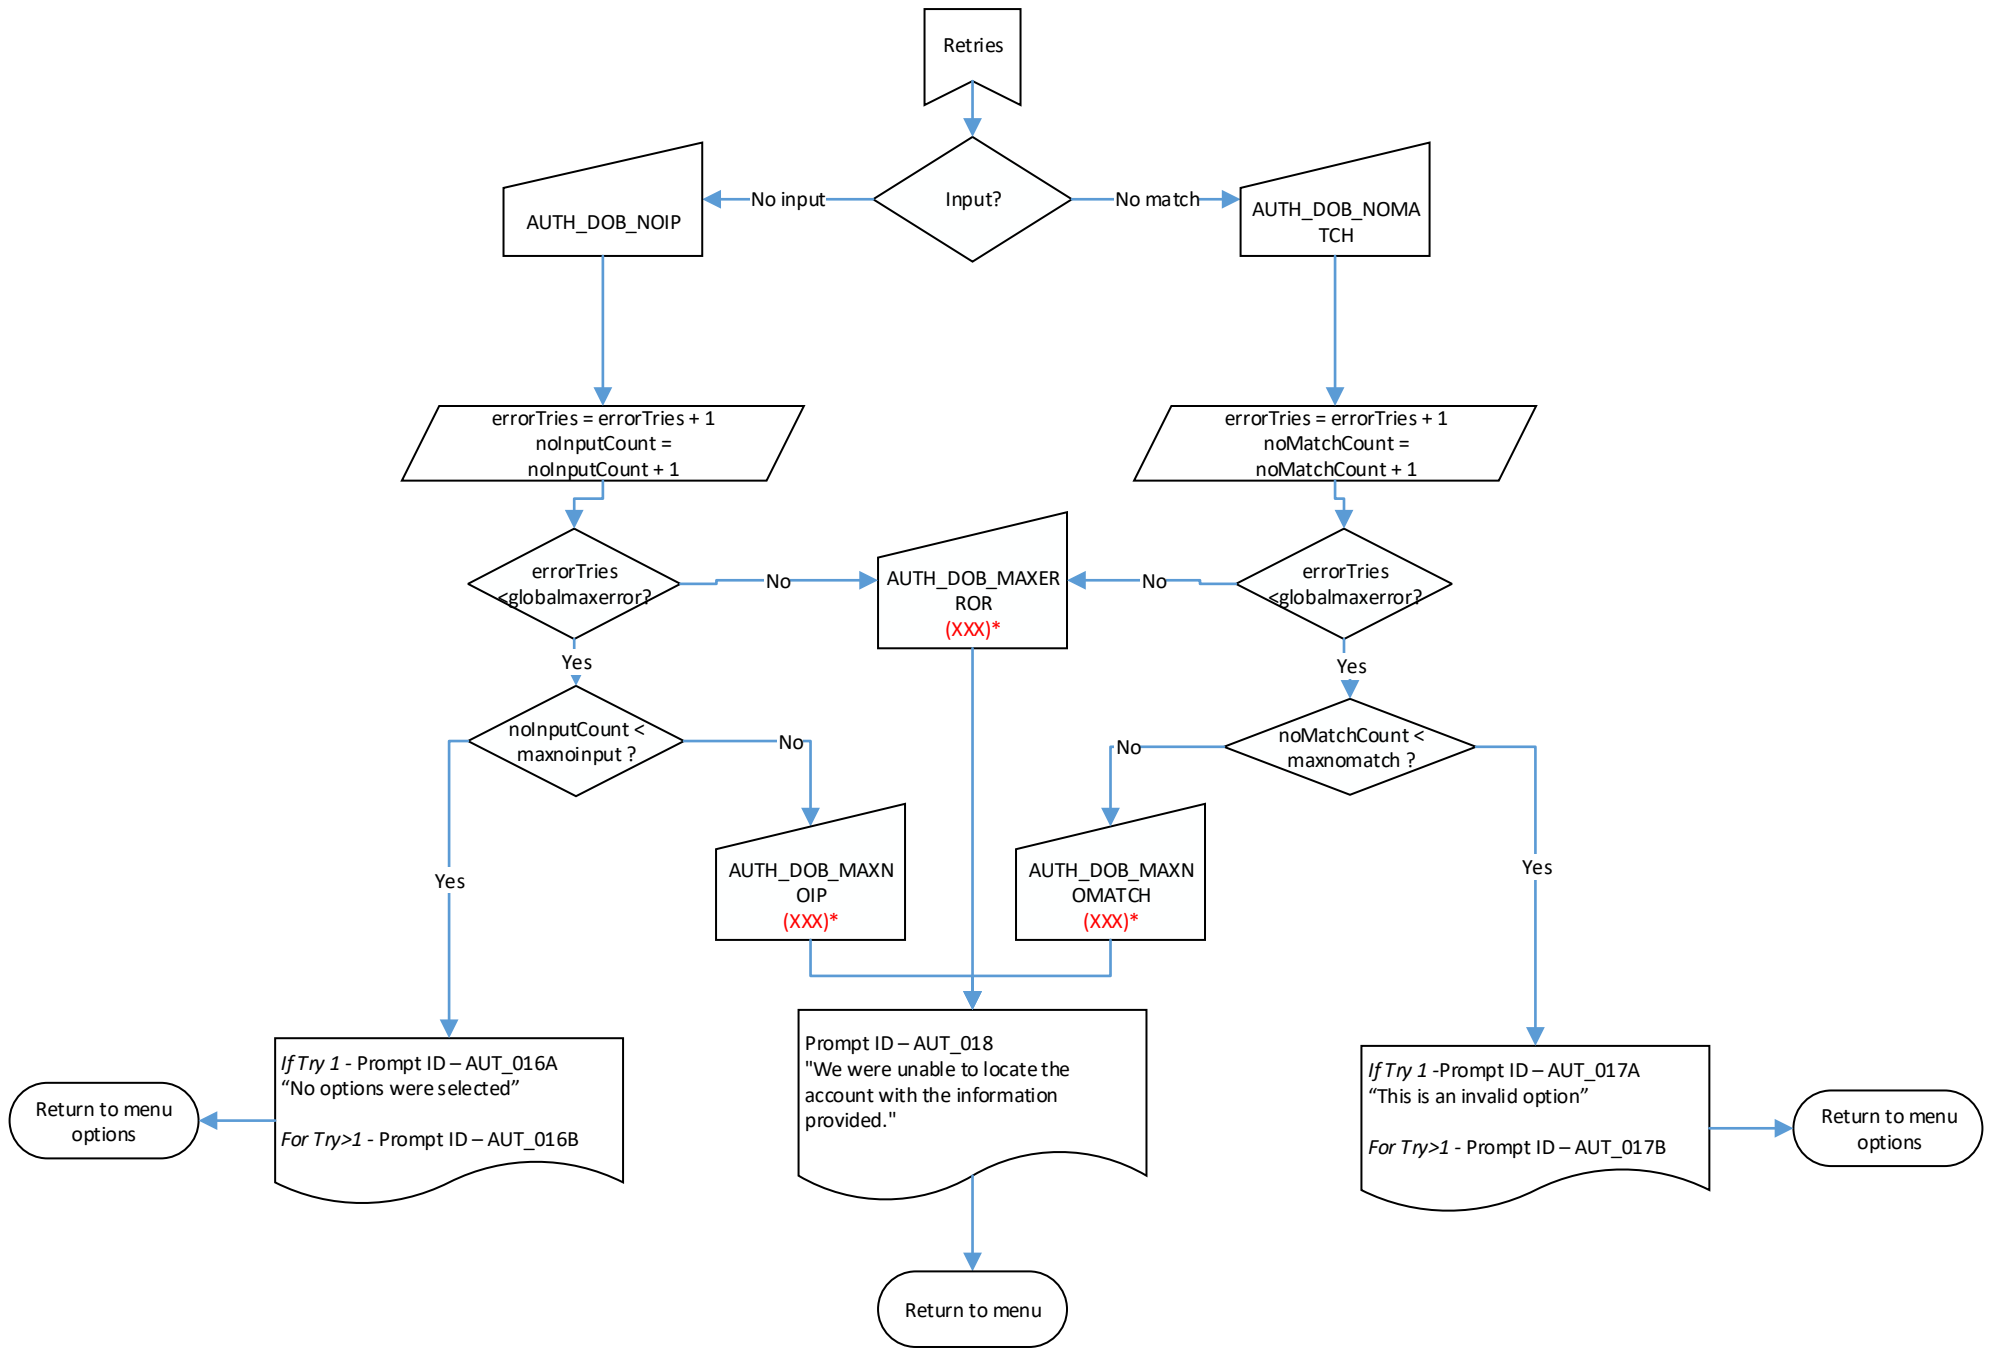 Retries
Input?
No input
No match
AUTH_DOB_NOIP
AUTH_DOB_NOMA
TCH
errorTries = errorTries + 1
noInputCount =
noInputCount + 1
errorTries = errorTries + 1
noMatchCount =
noMatchCount + 1
errorTries
<globalmaxerror?
No
AUTH_DOB_MAXER
ROR
(XXX)*
No
errorTries
<globalmaxerror?
Yes
Yes
noInputCount <
maxnoinput ?
No
No
noMatchCount <
maxnomatch ?
Yes
AUTH_DOB_MAXN
OIP
(XXX)*
AUTH_DOB_MAXN
OMATCH
(XXX)*
Yes
Return to menu
options
If Try 1 - Prompt ID – AUT_016A
“No options were selected”
For Try>1 - Prompt ID – AUT_016B
Prompt ID – AUT_018
"We were unable to locate the
account with the information
provided."
If Try 1 -Prompt ID – AUT_017A
“This is an invalid option”
For Try>1 - Prompt ID – AUT_017B
Return to menu
options
Return to menu